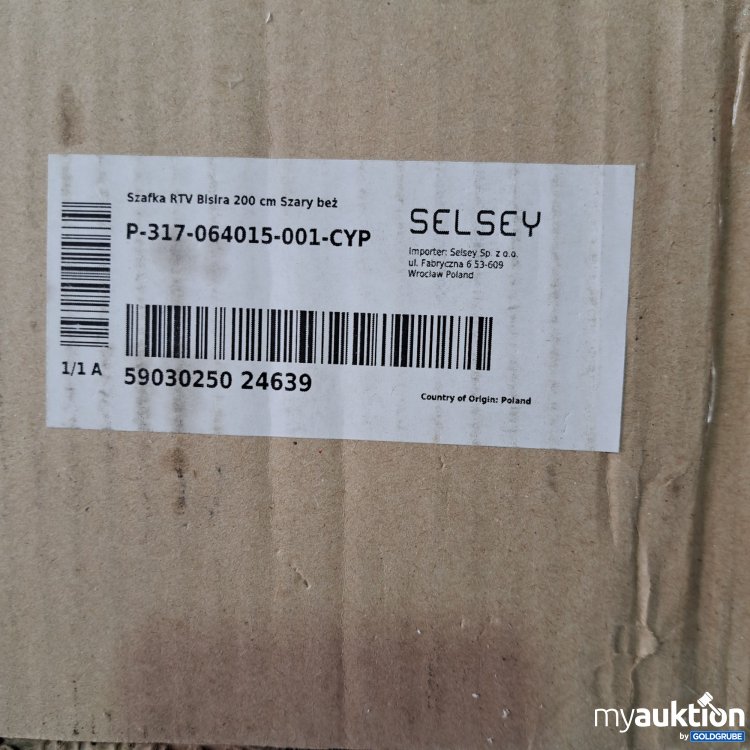 Szafka RTV Bisira 200 cm Szary beż
P-317-064015-001-CYP
SELSEY
Importer: Selsey Sp. z o.o.
ul. Fabryczna 6 53-609
Wrocław Poland
1/1 A
59030250 24639
Country of Origin: Poland
myauktion
by GOLDGRUBE